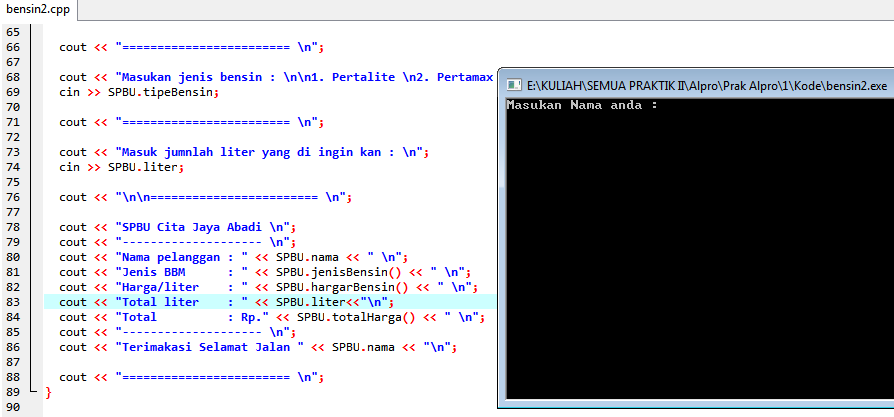 bensin2.cpp
65
66 cout << "======================== \n";
67
68 cout << "Masukan jenis bensin : \n\n1. Pertalite \n2. Pertamax
69 cin >> SPBU.tipeBensin;
70
71 cout << "======================== \n";
72
73 cout << "Masuk jumnlah liter yang di ingin kan : \n";
74 cin >> SPBU.liter;
75
76 cout << "\n\n======================== \n";
77
78 cout << "SPBU Cita Jaya Abadi \n";
79 cout << "-------------------- \n";
80 cout << "Nama pelanggan : " << SPBU.nama << " \n";
81 cout << "Jenis BBM      : " << SPBU.jenisBensin() << " \n";
82 cout << "Harga/liter    : " << SPBU.hargarBensin() << " \n";
83 cout << "Total liter    : " << SPBU.liter<<"\n";
84 cout << "Total          : Rp." << SPBU.totalHarga() << " \n";
85 cout << "-------------------- \n";
86 cout << "Terimakasi Selamat Jalan " << SPBU.nama << "\n";
87
88 cout << "======================== \n";
89 }
90
E:\KULIAH\SEMUA PRAKTIK II\Alpro\Prak Alpro\1\Kode\bensin2.exe
Masukan Nama anda :